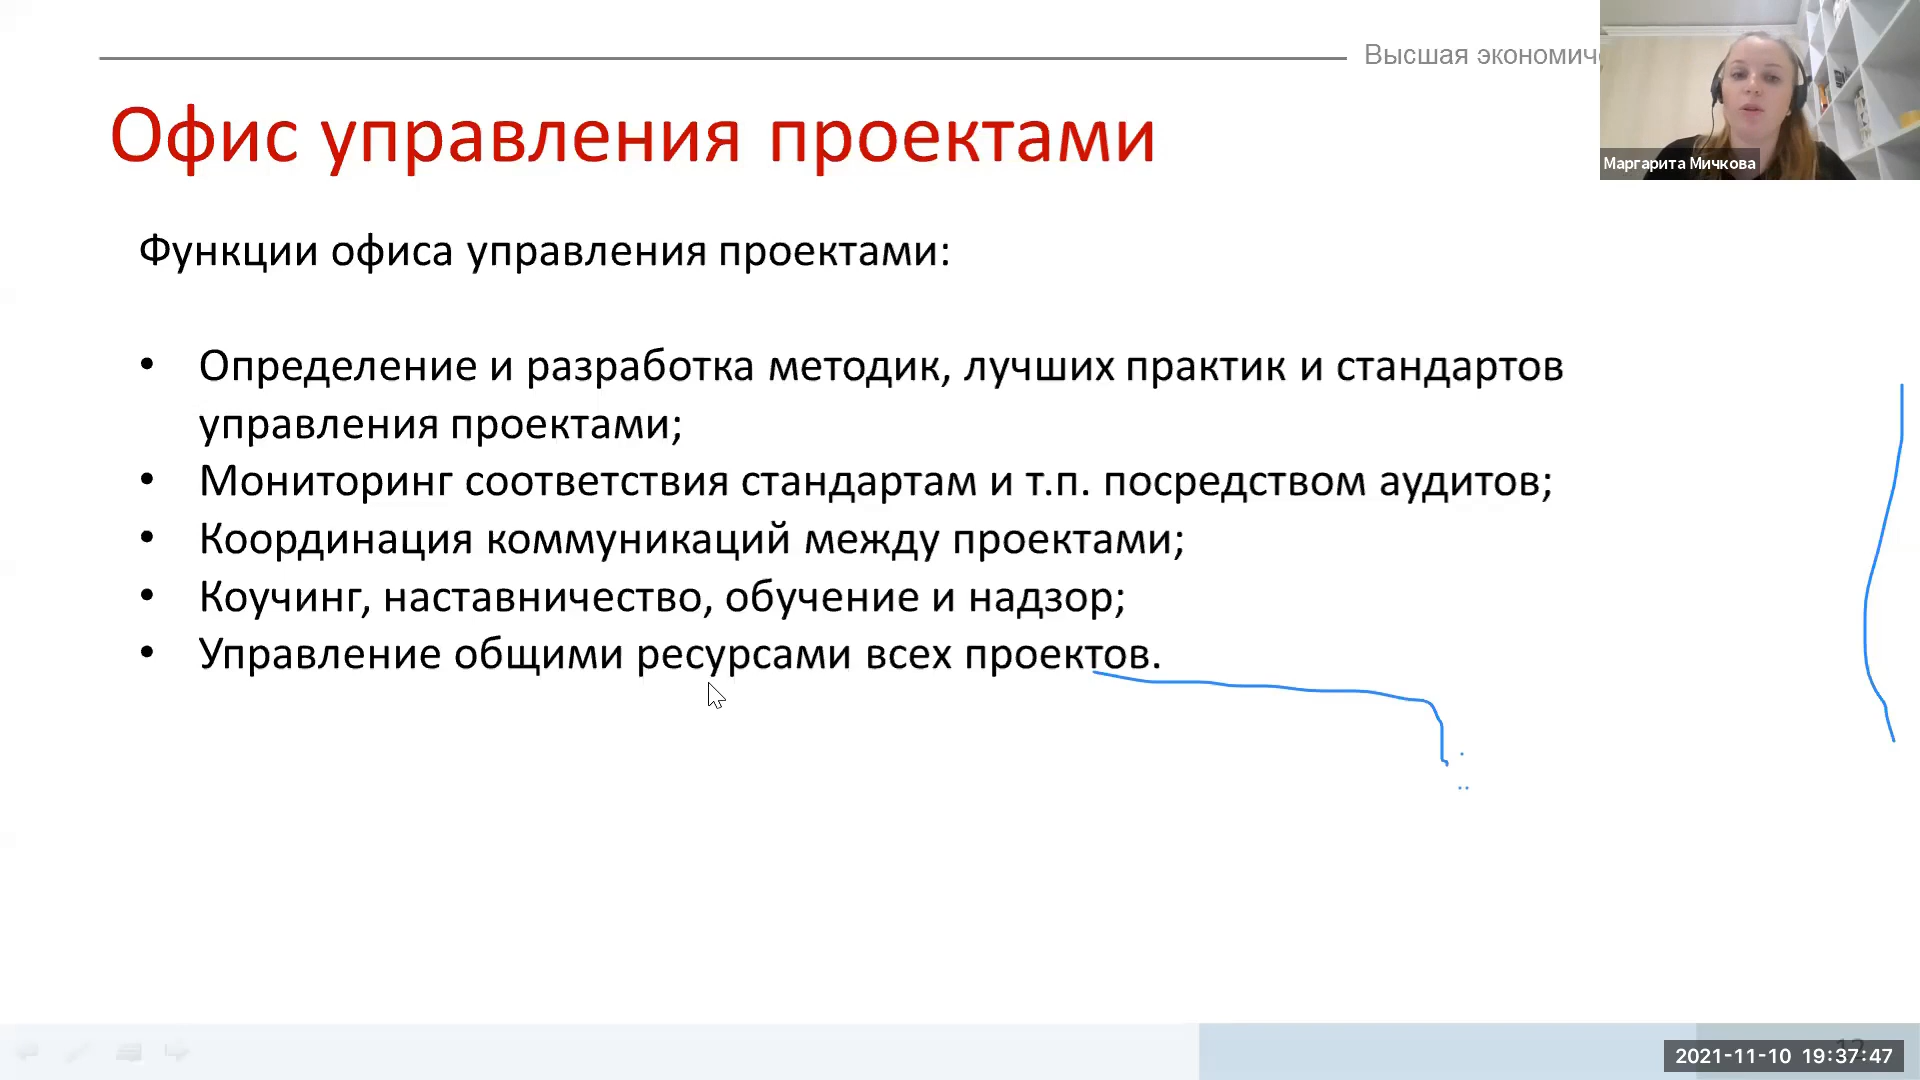 Высшая экономич
Офис управления проектами
Маргарита Мичкова
Функции офиса управления проектами:
• Определение и разработка методик, лучших практик и стандартов
управления проектами;
• Мониторинг соответствия стандартам и т.п. посредством аудитов;
• Координация коммуникаций между проектами;
• Коучинг, наставничество, обучение и надзор;
• Управление общими ресурсами всех проектов.
2021-11-10 19:37:47